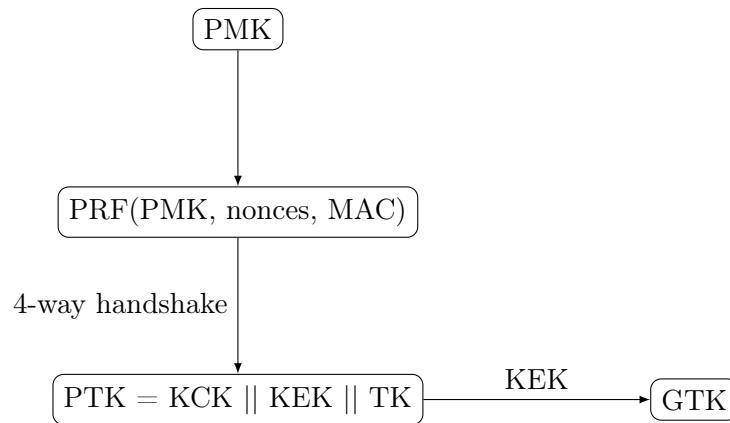 PMK
PRF(PMK, nonces, MAC)
4-way handshake
KEK
PTK = KCK || KEK || TK
GTK